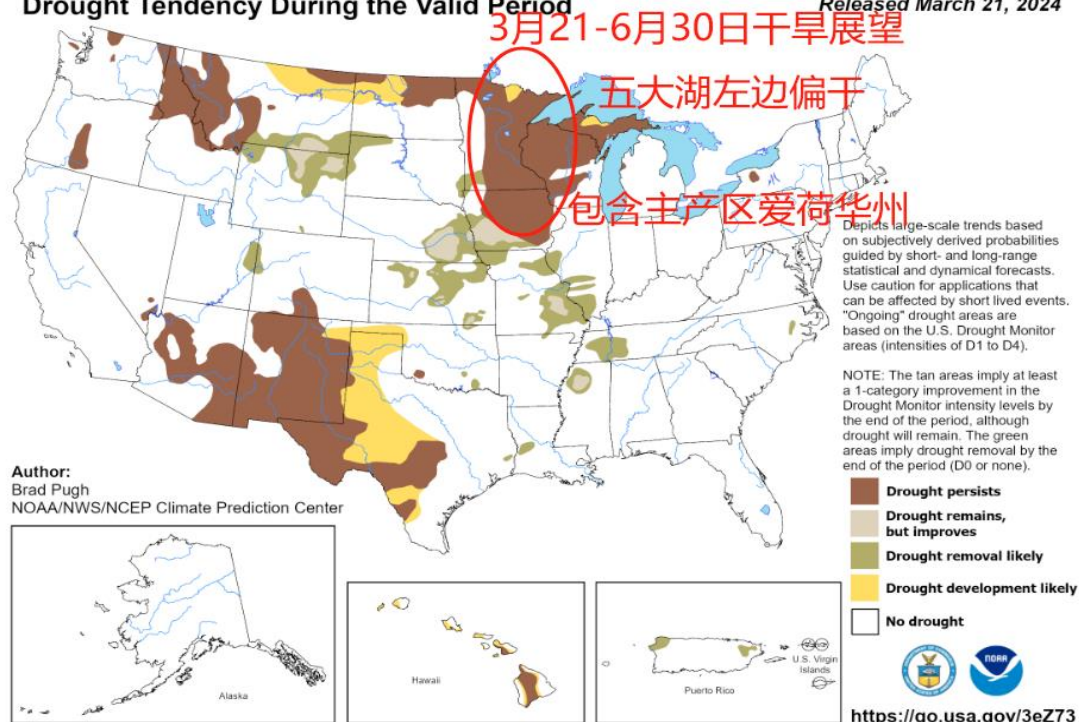 Drought Tendency During the Valid Period
Released March 21, 2024
3月21-6月30日干旱展望
五大湖左边偏干
包含主产区爱荷华州
Depicts large-scale trends based
on subjectively derived probabilities
guided by short- and long-range
statistical and dynamical forecasts.
Use caution for applications that
can be affected by short lived events.
"Ongoing" drought areas are
based on the U.S. Drought Monitor
areas (intensities of D1 to D4).
NOTE: The tan areas imply at least
a 1-category improvement in the
Drought Monitor intensity levels by
the end of the period, although
drought will remain. The green
areas imply drought removal by the
end of the period (D0 or none).
Author:
Brad Pugh
NOAA/NWS/NCEP Climate Prediction Center
Drought persists
Drought remains,
but improves
Drought removal likely
Drought development likely
No drought
Alaska
Hawaii
Puerto Rico
U.S. Virgin
Islands
NOAA
https://go.usa.gov/3eZ73